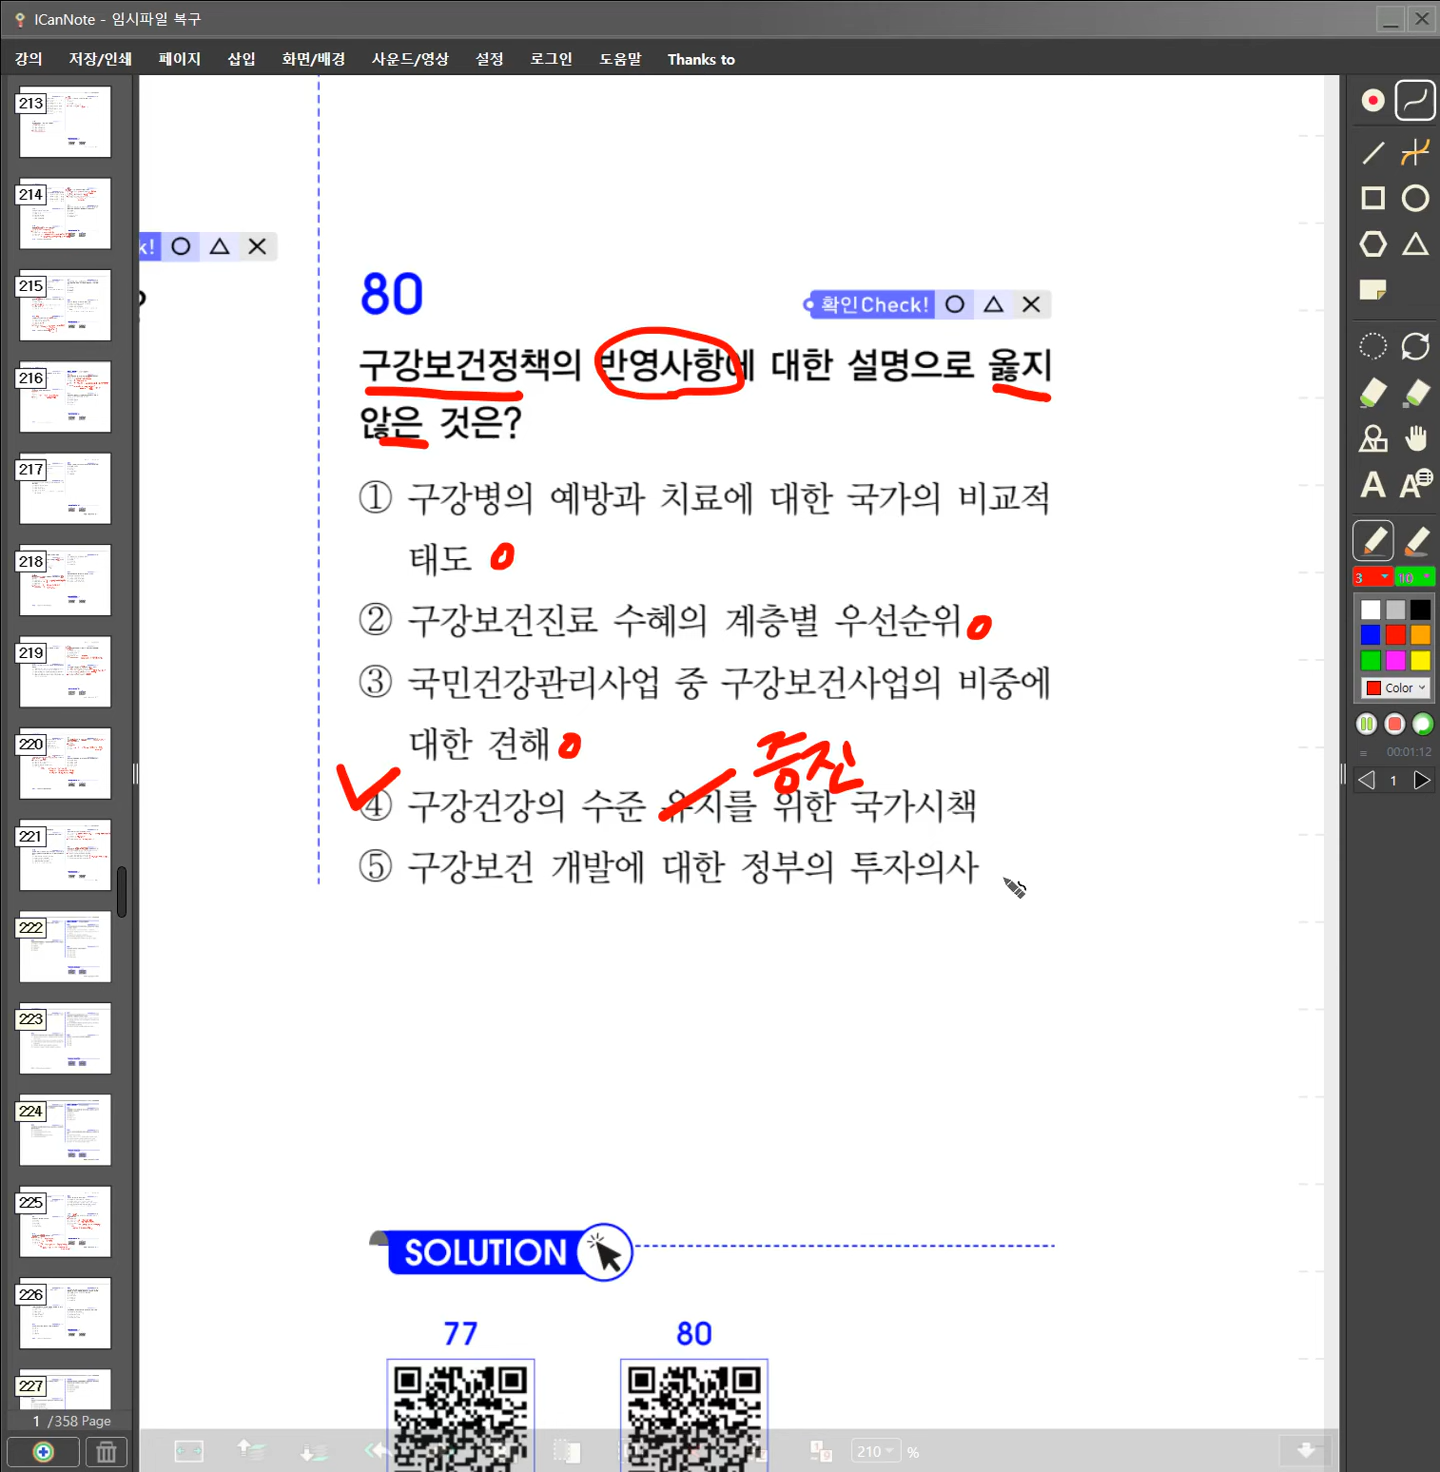 ICanNote - 임시파일 복구
강의 저장/인쇄 페이지 삽입 화면/배경 사운드/영상 설정 로그인 도움말 Thanks to
213
214
215
216
217
218
219
220
221
222
223
224
225
226
227
1 /358 Page
k!
?
80
확인Check!
구강보건정책의 반영사항에 대한 설명으로 옳지
않은 것은?
① 구강병의 예방과 치료에 대한 국가의 비교적
태도
② 구강보건진료 수혜의 계층별 우선순위
③ 국민건강관리사업 중 구강보건사업의 비중에
대한 견해
증진
④ 구강건강의 수준 유지를 위한 국가시책
⑤ 구강보건 개발에 대한 정부의 투자의사
SOLUTION
77 80
210 %
3 10
Color
00:01:12
1